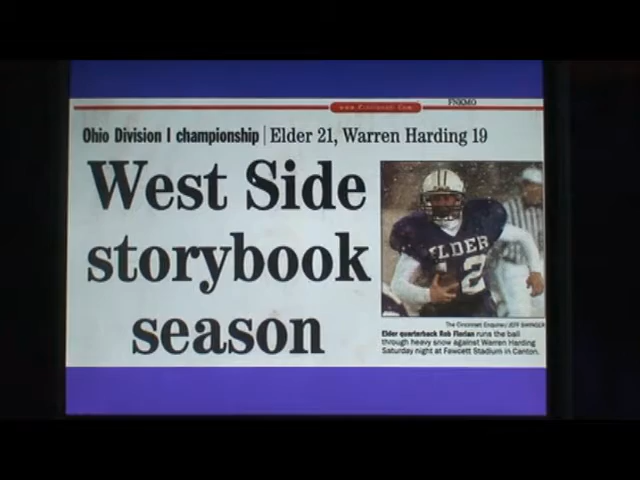 www.Cincinnati.Com
FNKMO
Ohio Division I championship | Elder 21, Warren Harding 19
West Side
storybook
season
ELDER
12
The Cincinnati Enquirer/JEFF SWINGER
Elder quarterback Rob Florian runs the ball
through heavy snow against Warren Harding
Saturday night at Fawcett Stadium in Canton.